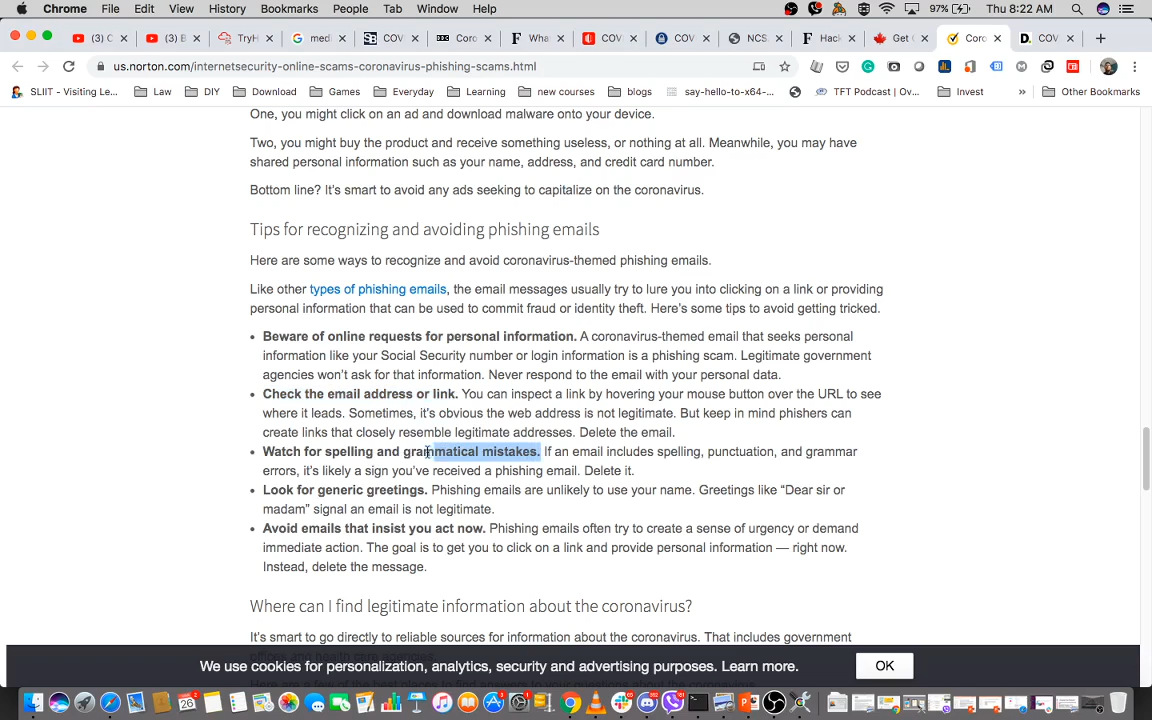 Chrome File Edit View History Bookmarks People Tab Window Help 97% Thu 8:22 AM
(3) C (3) E TryH medi COV Coro Wha COV COV NCS. Hack Get C Coro COV
us.norton.com/internetsecurity-online-scams-coronavirus-phishing-scams.html
SLIIT - Visiting Le... Law DIY Download Games Everyday Learning new courses blogs say-hello-to-x64-... TFT Podcast | Ov... Invest » Other Bookmarks
One, you might click on an ad and download malware onto your device.
Two, you might buy the product and receive something useless, or nothing at all. Meanwhile, you may have
shared personal information such as your name, address, and credit card number.
Bottom line? It's smart to avoid any ads seeking to capitalize on the coronavirus.
Tips for recognizing and avoiding phishing emails
Here are some ways to recognize and avoid coronavirus-themed phishing emails.
Like other types of phishing emails, the email messages usually try to lure you into clicking on a link or providing
personal information that can be used to commit fraud or identity theft. Here's some tips to avoid getting tricked.
• Beware of online requests for personal information. A coronavirus-themed email that seeks personal
information like your Social Security number or login information is a phishing scam. Legitimate government
agencies won't ask for that information. Never respond to the email with your personal data.
• Check the email address or link. You can inspect a link by hovering your mouse button over the URL to see
where it leads. Sometimes, it's obvious the web address is not legitimate. But keep in mind phishers can
create links that closely resemble legitimate addresses. Delete the email.
• Watch for spelling and grammatical mistakes. If an email includes spelling, punctuation, and grammar
errors, it's likely a sign you've received a phishing email. Delete it.
• Look for generic greetings. Phishing emails are unlikely to use your name. Greetings like “Dear sir or
madam” signal an email is not legitimate.
• Avoid emails that insist you act now. Phishing emails often try to create a sense of urgency or demand
immediate action. The goal is to get you to click on a link and provide personal information — right now.
Instead, delete the message.
Where can I find legitimate information about the coronavirus?
It's smart to go directly to reliable sources for information about the coronavirus. That includes government
We use cookies for personalization, analytics, security and advertising purposes. Learn more. OK